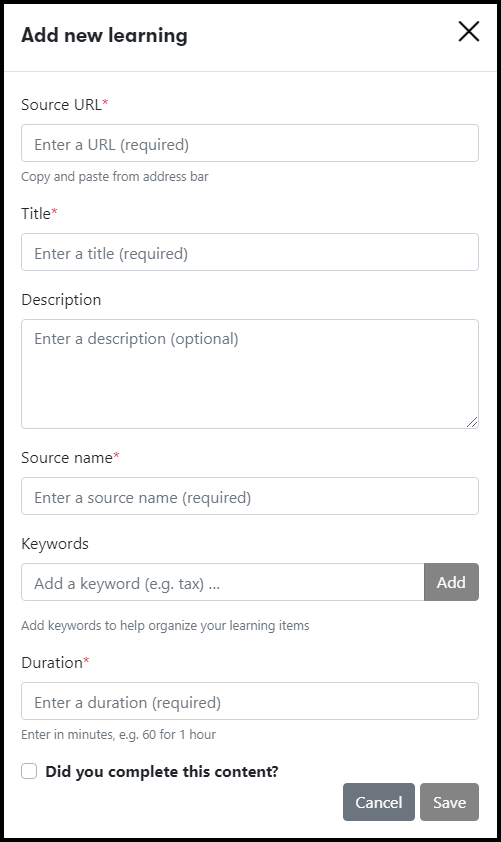 Add new learning
Source URL*
Enter a URL (required)
Copy and paste from address bar
Title*
Enter a title (required)
Description
Enter a description (optional)
Source name*
Enter a source name (required)
Keywords
Add a keyword (e.g. tax) ... Add
Add keywords to help organize your learning items
Duration*
Enter a duration (required)
Enter in minutes, e.g. 60 for 1 hour
Did you complete this content?
Cancel Save